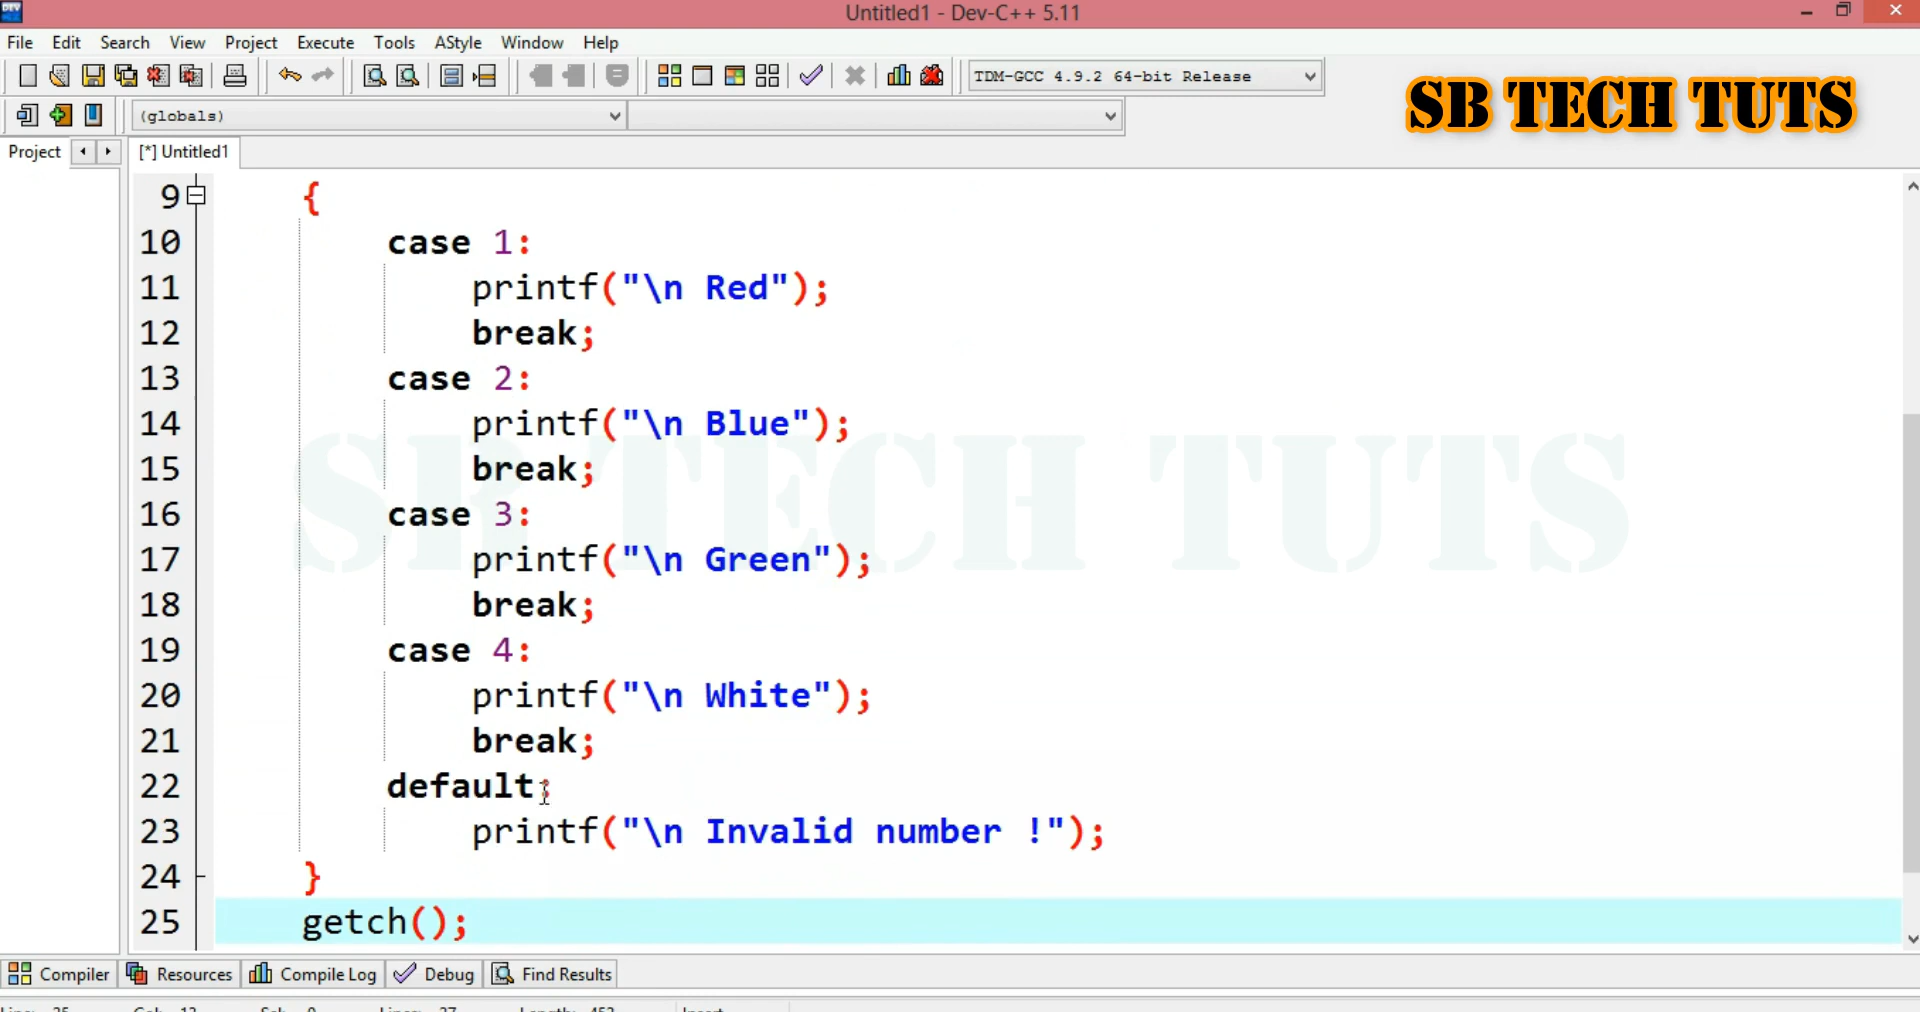 Untitled1 - Dev-C++ 5.11
File Edit Search View Project Execute Tools AStyle Window Help
TDM-GCC 4.9.2 64-bit Release
SB TECH TUTS
(globals)
Project [*] Untitled1
9 {
10 case 1:
11 printf("\n Red");
12 break;
13 case 2:
14 printf("\n Blue");
15 break;
16 case 3:
17 printf("\n Green");
18 break;
19 case 4:
20 printf("\n White");
21 break;
22 default:
23 printf("\n Invalid number !");
24 }
25 getch();
SB TECH TUTS
Compiler Resources Compile Log Debug Find Results